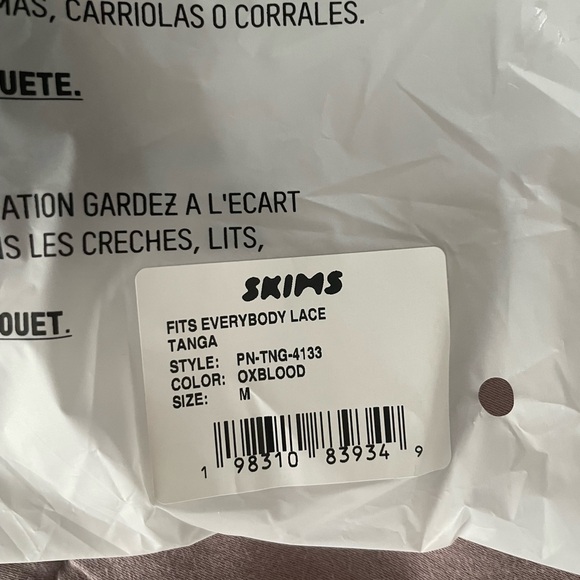 MAS, CARRIOLAS O CORRALES.
UETE.
ATION GARDEZ A L'ECART
S LES CRECHES, LITS,
OUET.
SKIMS
FITS EVERYBODY LACE
TANGA
STYLE: PN-TNG-4133
COLOR: OXBLOOD
SIZE: M
1 98310 83934 9